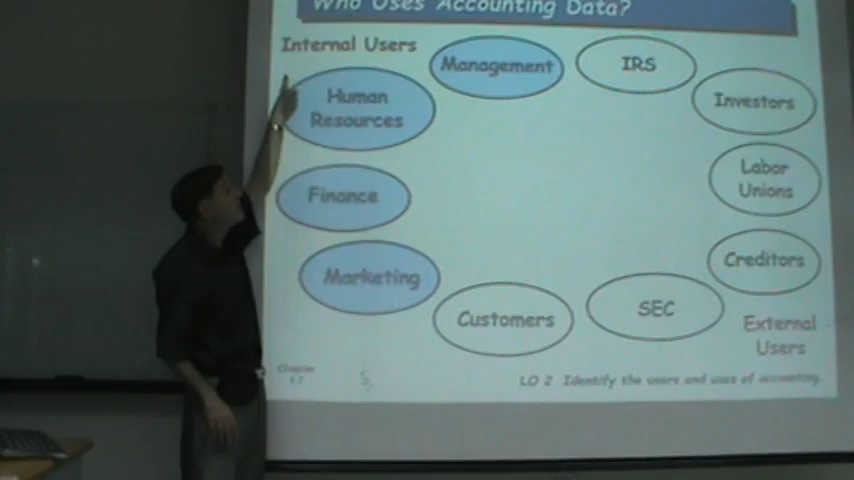 Who Uses Accounting Data?
Internal Users
Management
IRS
Human
Resources
Investors
Finance
Labor
Unions
Marketing
Creditors
Customers
SEC
External
Users
Chapter
LO 2 Identify the users and uses of accounting.